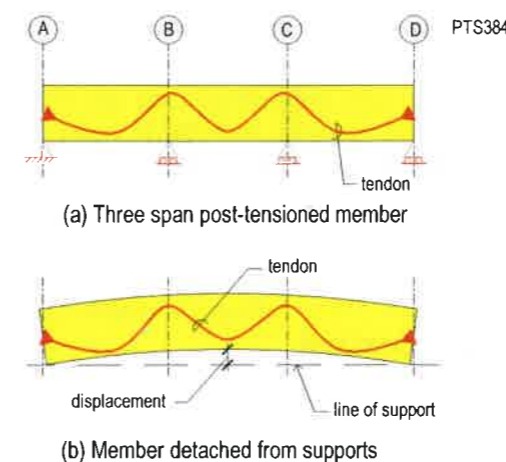 A B C D PTS384
tendon
(a) Three span post-tensioned member
tendon
displacement
line of support
(b) Member detached from supports